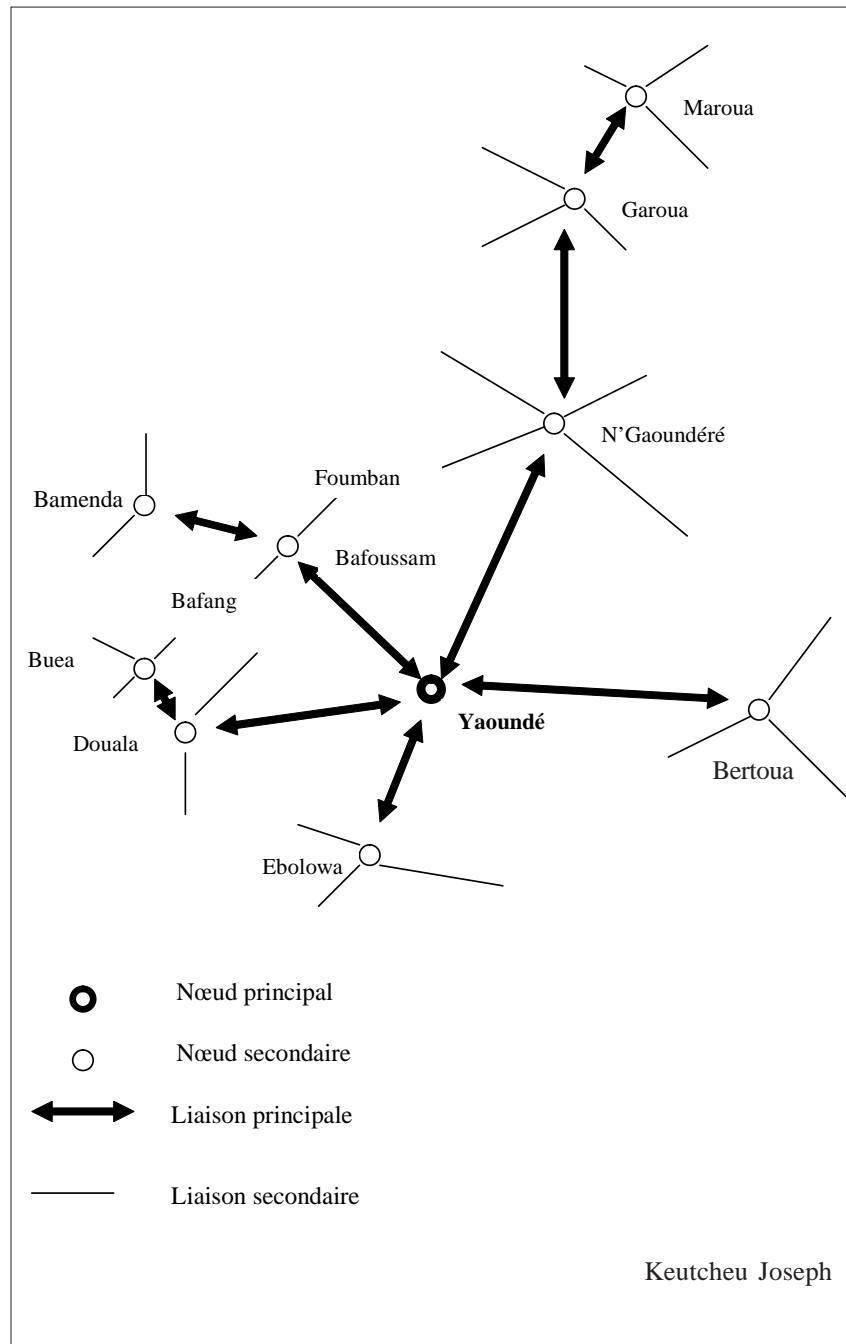 Maroua
Garoua
N’Gaoundéré
Foumban
Bamenda
Bafoussam
Bafang
Buea
Yaoundé
Douala
Bertoua
Ebolowa
Nœud principal
Nœud secondaire
Liaison principale
Liaison secondaire
Keutcheu Joseph